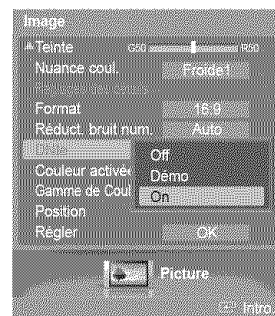 Image
Teinte G50 R50
Nuance coul. Froide1
Format 16:9
Réduct. bruit num. Auto
Off
Démo
Couleur activée
On
Gamme de Coul
Position
Régler OK
Picture
Intro